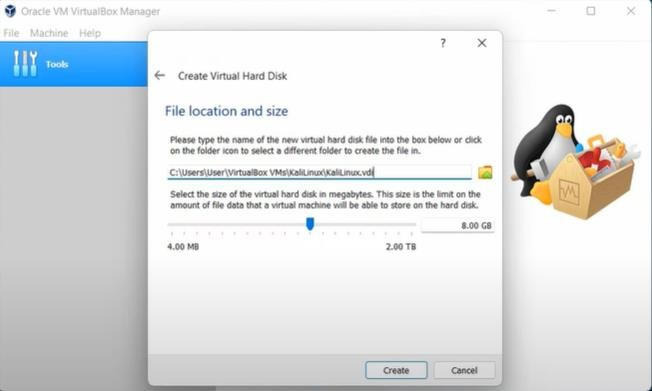 Oracle VM VirtualBox Manager
File Machine Help
Tools
?
Create Virtual Hard Disk
File location and size
Please type the name of the new virtual hard disk file into the box below or click
on the folder icon to select a different folder to create the file in.
C:\Users\User\VirtualBox VMs\KaliLinux\KaliLinux.vdi
Select the size of the virtual hard disk in megabytes. This size is the limit on the
amount of file data that a virtual machine will be able to store on the hard disk.
8.00 GB
4.00 MB 2.00 TB
Create Cancel